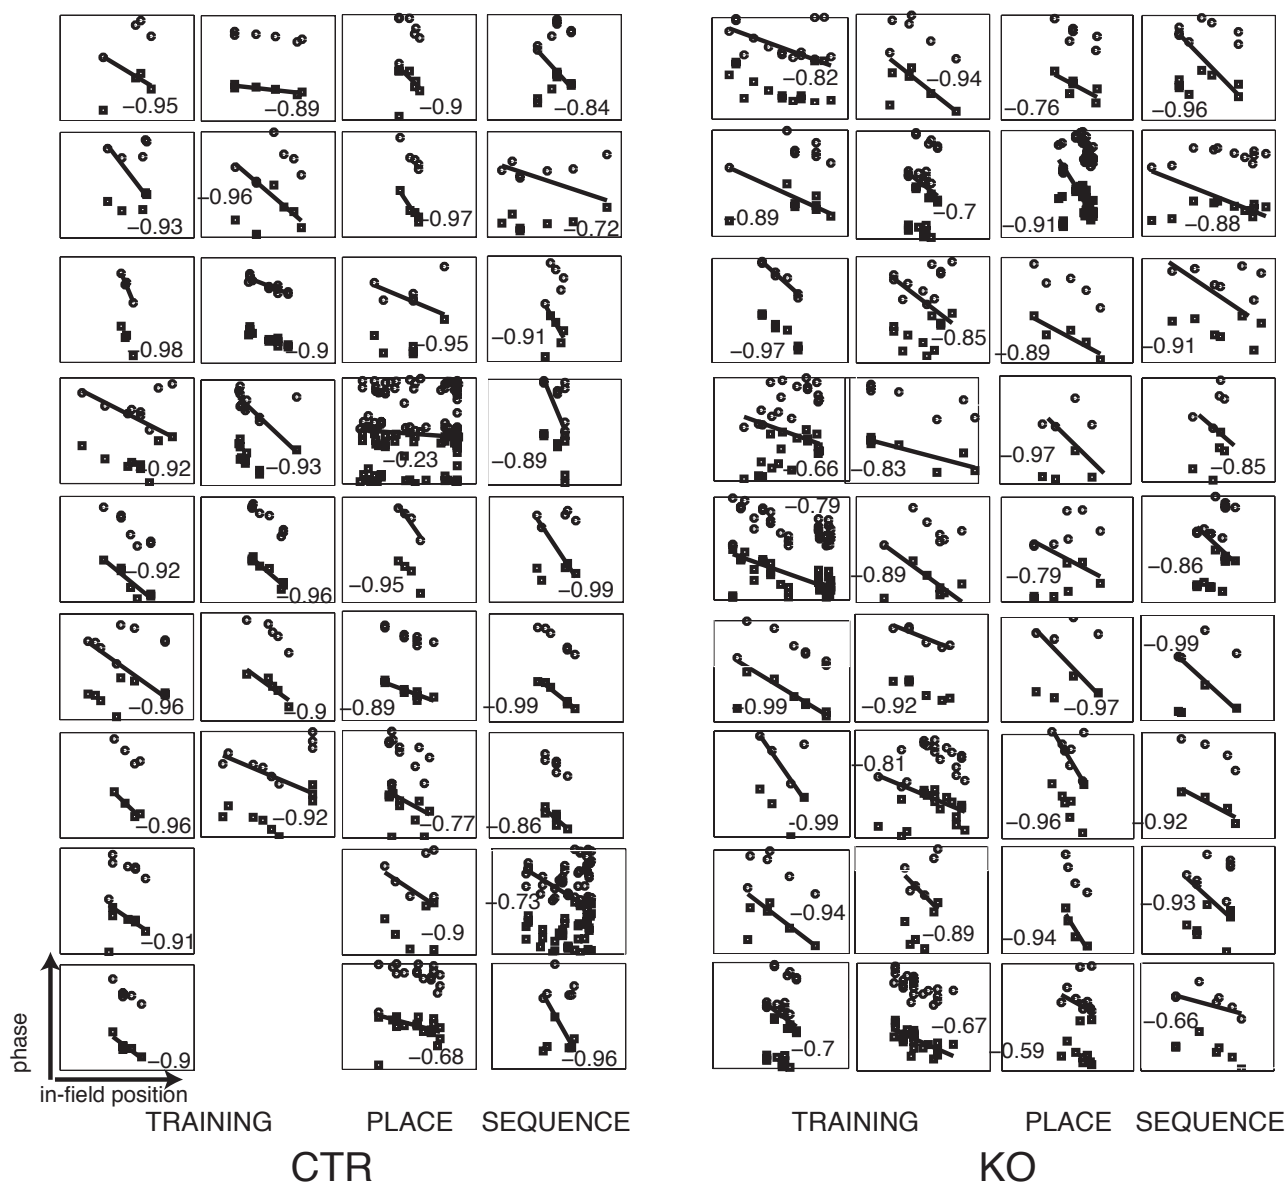 −0.95 −0.89 −0.9 −0.84 −0.82 −0.94 −0.76 −0.96
−0.93 −0.96 −0.97 −0.72 −0.89 −0.7 −0.91 −0.88
−0.98 −0.9 −0.95 −0.91 −0.97 −0.85 −0.89 −0.91
−0.92 −0.93 −0.23 −0.89 −0.66 −0.83 −0.97 −0.85
−0.92 −0.96 −0.95 −0.99 −0.79 −0.89 −0.79 −0.86
−0.96 −0.9 −0.89 −0.99 −0.99 −0.92 −0.97 −0.99
−0.96 −0.92 −0.77 −0.86 -0.99 −0.81 −0.96 −0.92
−0.91 −0.9 −0.73 −0.94 −0.89 −0.94 −0.93
−0.9 −0.68 −0.96 −0.7 −0.67 −0.59 −0.66
phase
in-field position
TRAINING PLACE SEQUENCE TRAINING PLACE SEQUENCE
CTR KO